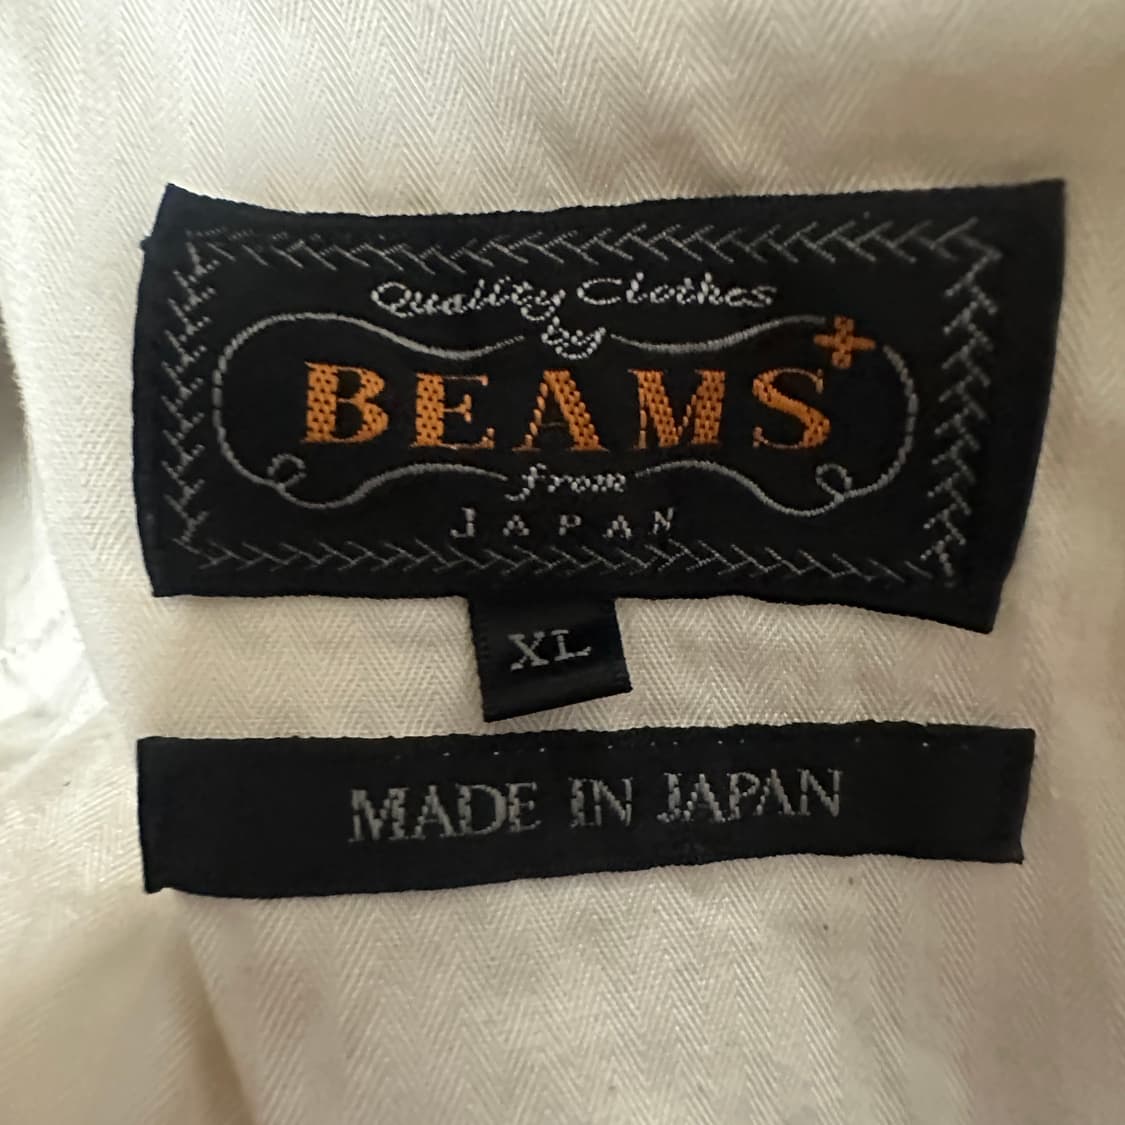 Quality Clothes
by
BEAMS+
from
JAPAN
XL
MADE IN JAPAN